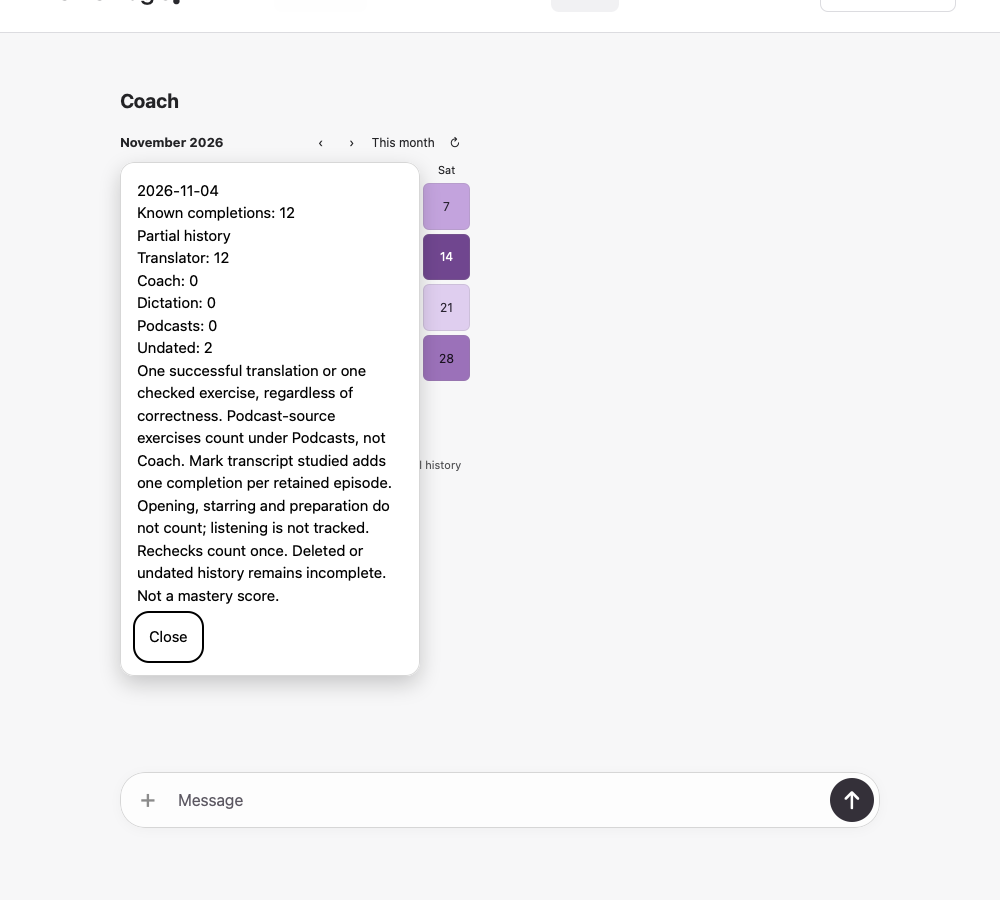 Coach
November 2026
‹ › This month ↻
2026-11-04
Known completions: 12
Partial history
Translator: 12
Coach: 0
Dictation: 0
Podcasts: 0
Undated: 2
One successful translation or one
checked exercise, regardless of
correctness. Podcast-source
exercises count under Podcasts, not
Coach. Mark transcript studied adds
one completion per retained episode.
Opening, starring and preparation do
not count; listening is not tracked.
Rechecks count once. Deleted or
undated history remains incomplete.
Not a mastery score.
Close
Sat
7
14
21
28
history
Message